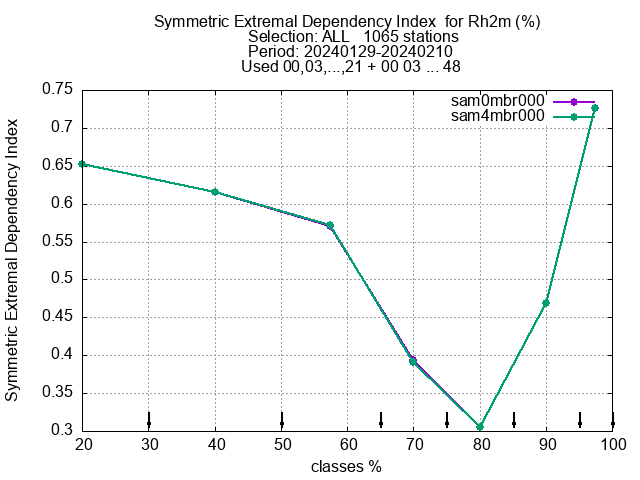 Symmetric Extremal Dependency Index  for Rh2m (%)
Selection: ALL   1065 stations
Period: 20240129-20240210
Used 00,03,...,21 + 00 03 ... 48
sam0mbr000
sam4mbr000
Symmetric Extremal Dependency Index
0.75
0.7
0.65
0.6
0.55
0.5
0.45
0.4
0.35
0.3
20 30 40 50 60 70 80 90 100
classes %